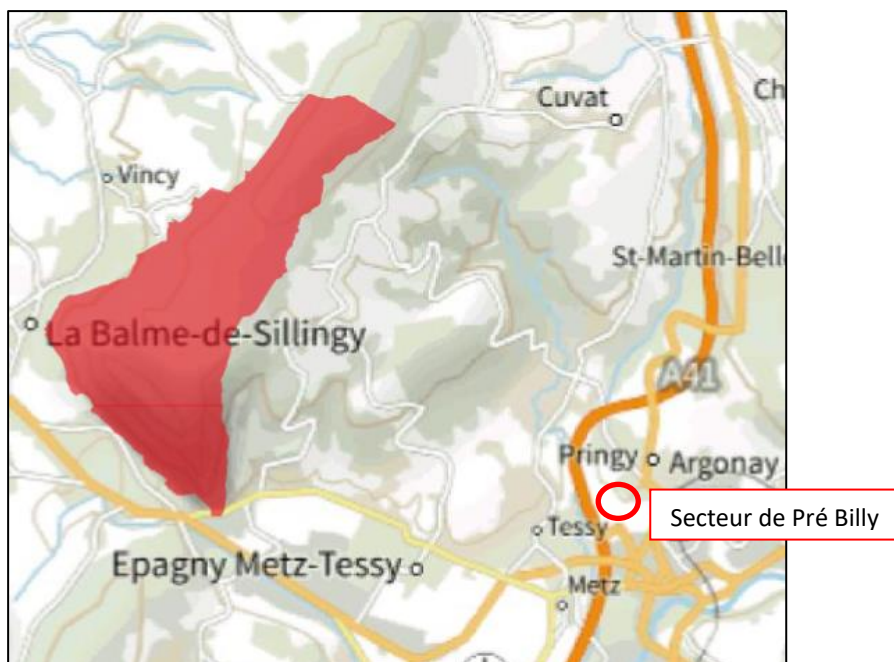 Cuvat
Ch
Vincy
St-Martin-Bell
La Balme-de-Sillingy
A41
Pringy
Argonay
Secteur de Pré Billy
Tessy
Epagny Metz-Tessy
Metz